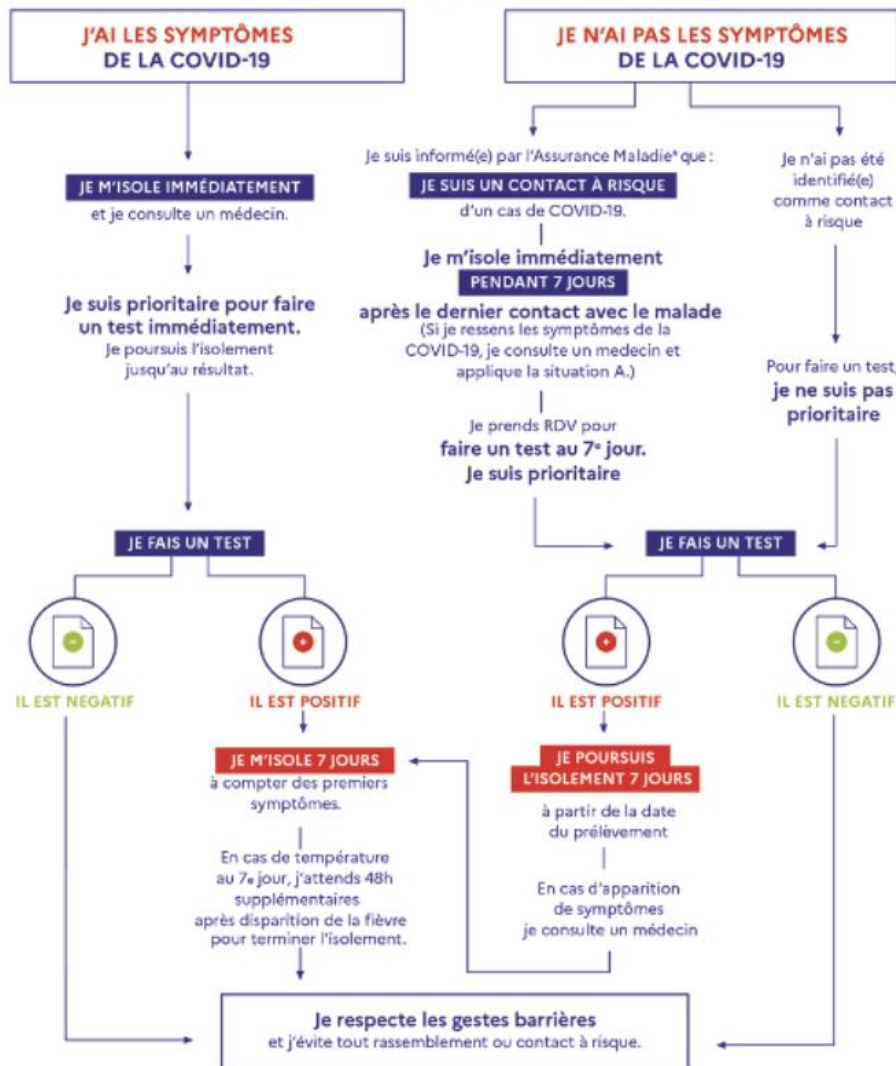 J'AI LES SYMPTÔMES
DE LA COVID-19
JE M'ISOLE IMMÉDIATEMENT
et je consulte un médecin.
Je suis prioritaire pour faire
un test immédiatement.
Je poursuis l'isolement
jusqu'au résultat.
JE FAIS UN TEST
IL EST NEGATIF
IL EST POSITIF
JE M'ISOLE 7 JOURS
à compter des premiers
symptômes.
En cas de température
au 7e jour, j'attends 48h
supplémentaires
après disparition de la fièvre
pour terminer l'isolement.
JE N'AI PAS LES SYMPTÔMES
DE LA COVID-19
Je suis informé(e) par l'Assurance Maladie* que :
JE SUIS UN CONTACT À RISQUE
d'un cas de COVID-19.
Je m'isole immédiatement
PENDANT 7 JOURS
après le dernier contact avec le malade
(Si je ressens les symptômes de la
COVID-19, je consulte un medecin et
applique la situation A.)
Je prends RDV pour
faire un test au 7e jour.
Je suis prioritaire
Je n'ai pas été
identifié(e)
comme contact
à risque
Pour faire un test,
je ne suis pas
prioritaire
JE FAIS UN TEST
IL EST POSITIF
IL EST NEGATIF
JE POURSUIS
L'ISOLEMENT 7 JOURS
à partir de la date
du prélèvement
En cas d'apparition
de symptômes
je consulte un médecin
Je respecte les gestes barrières
et j'évite tout rassemblement ou contact à risque.